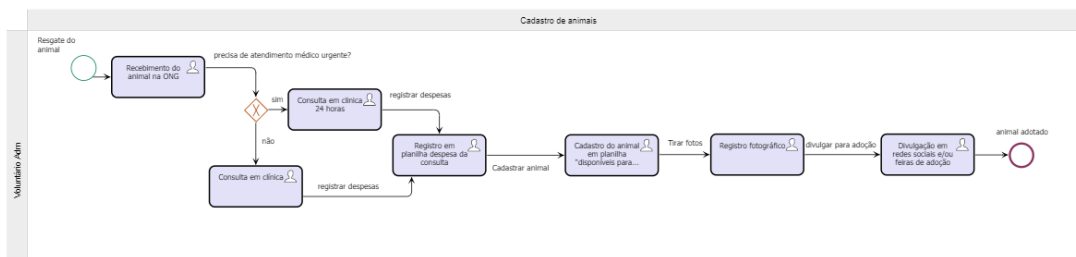 Cadastro de animais
Voluntário Adm
Resgate do
animal
Recebimento do
animal na ONG
precisa de atendimento médico urgente?
sim
não
Consulta em clinica
24 horas
registrar despesas
Consulta em clínica
registrar despesas
Registro em
planilha despesa da
consulta
Cadastrar animal
Cadastro do animal
em planilha
"disponíveis para...
Tirar fotos
Registro fotográfico
divulgar para adoção
Divulgação em
redes sociais e/ou
feiras de adoção
animal adotado